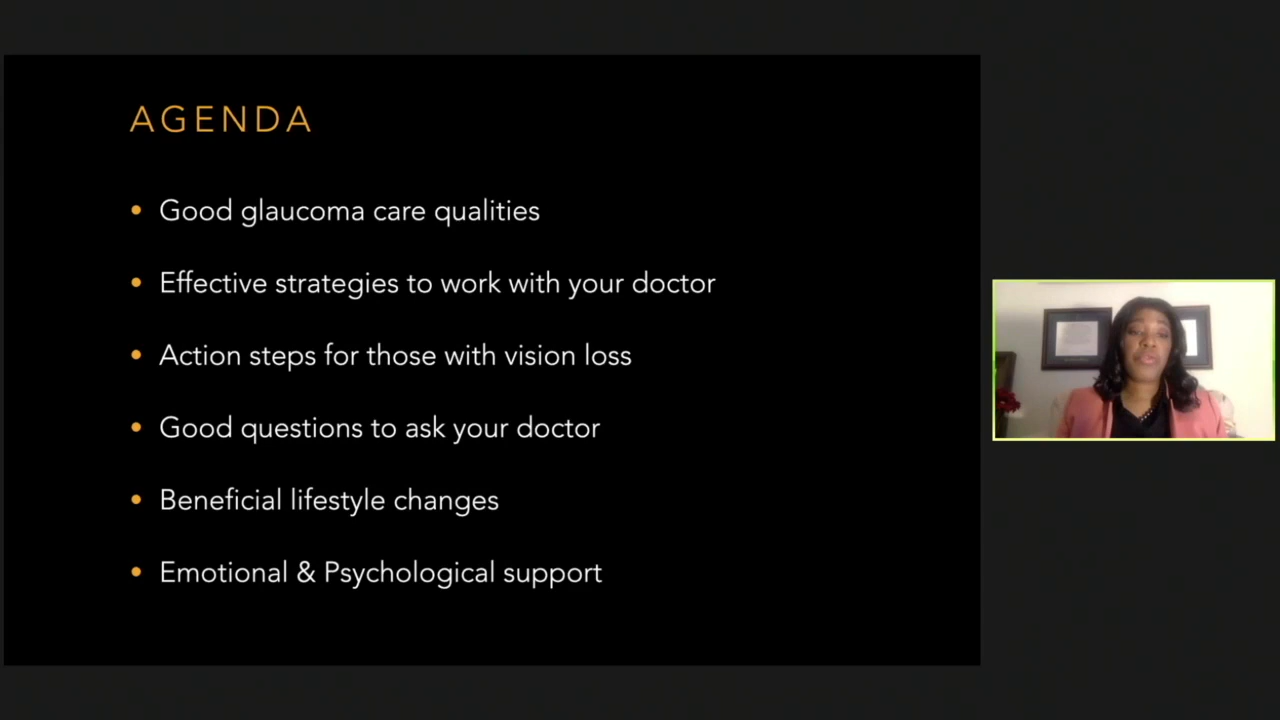 AGENDA
• Good glaucoma care qualities
• Effective strategies to work with your doctor
• Action steps for those with vision loss
• Good questions to ask your doctor
• Beneficial lifestyle changes
• Emotional & Psychological support